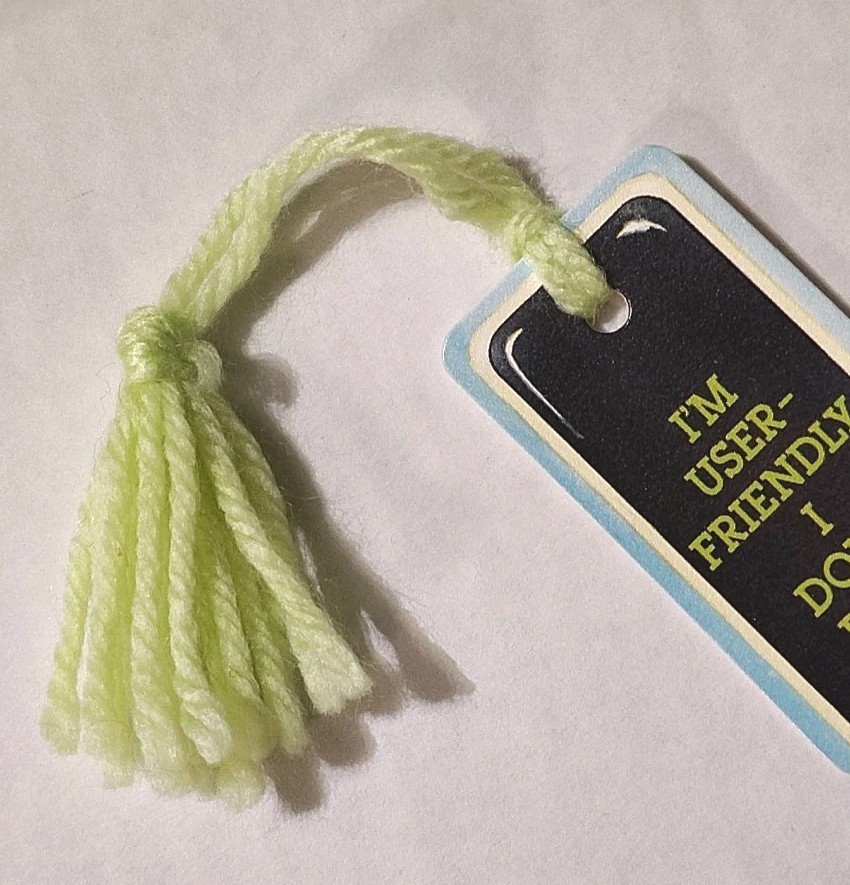 I'M
USER-
FRIENDLY
I